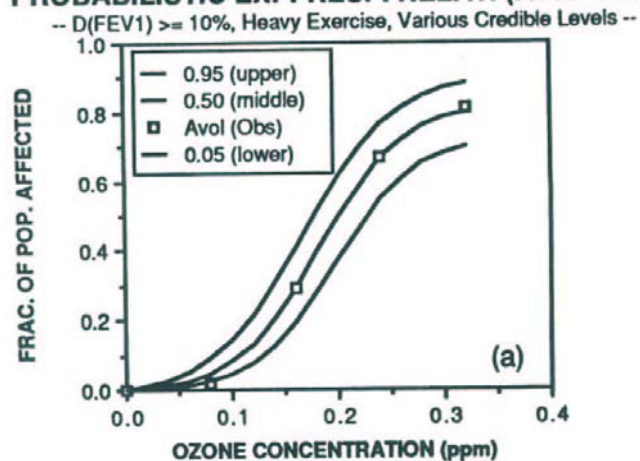 -- D(FEV1) >= 10%, Heavy Exercise, Various Credible Levels --
1.0
0.8
0.6
0.4
0.2
0.0
FRAC. OF POP. AFFECTED
0.95 (upper)
0.50 (middle)
Avol (Obs)
0.05 (lower)
(a)
0.0 0.1 0.2 0.3 0.4
OZONE CONCENTRATION (ppm)